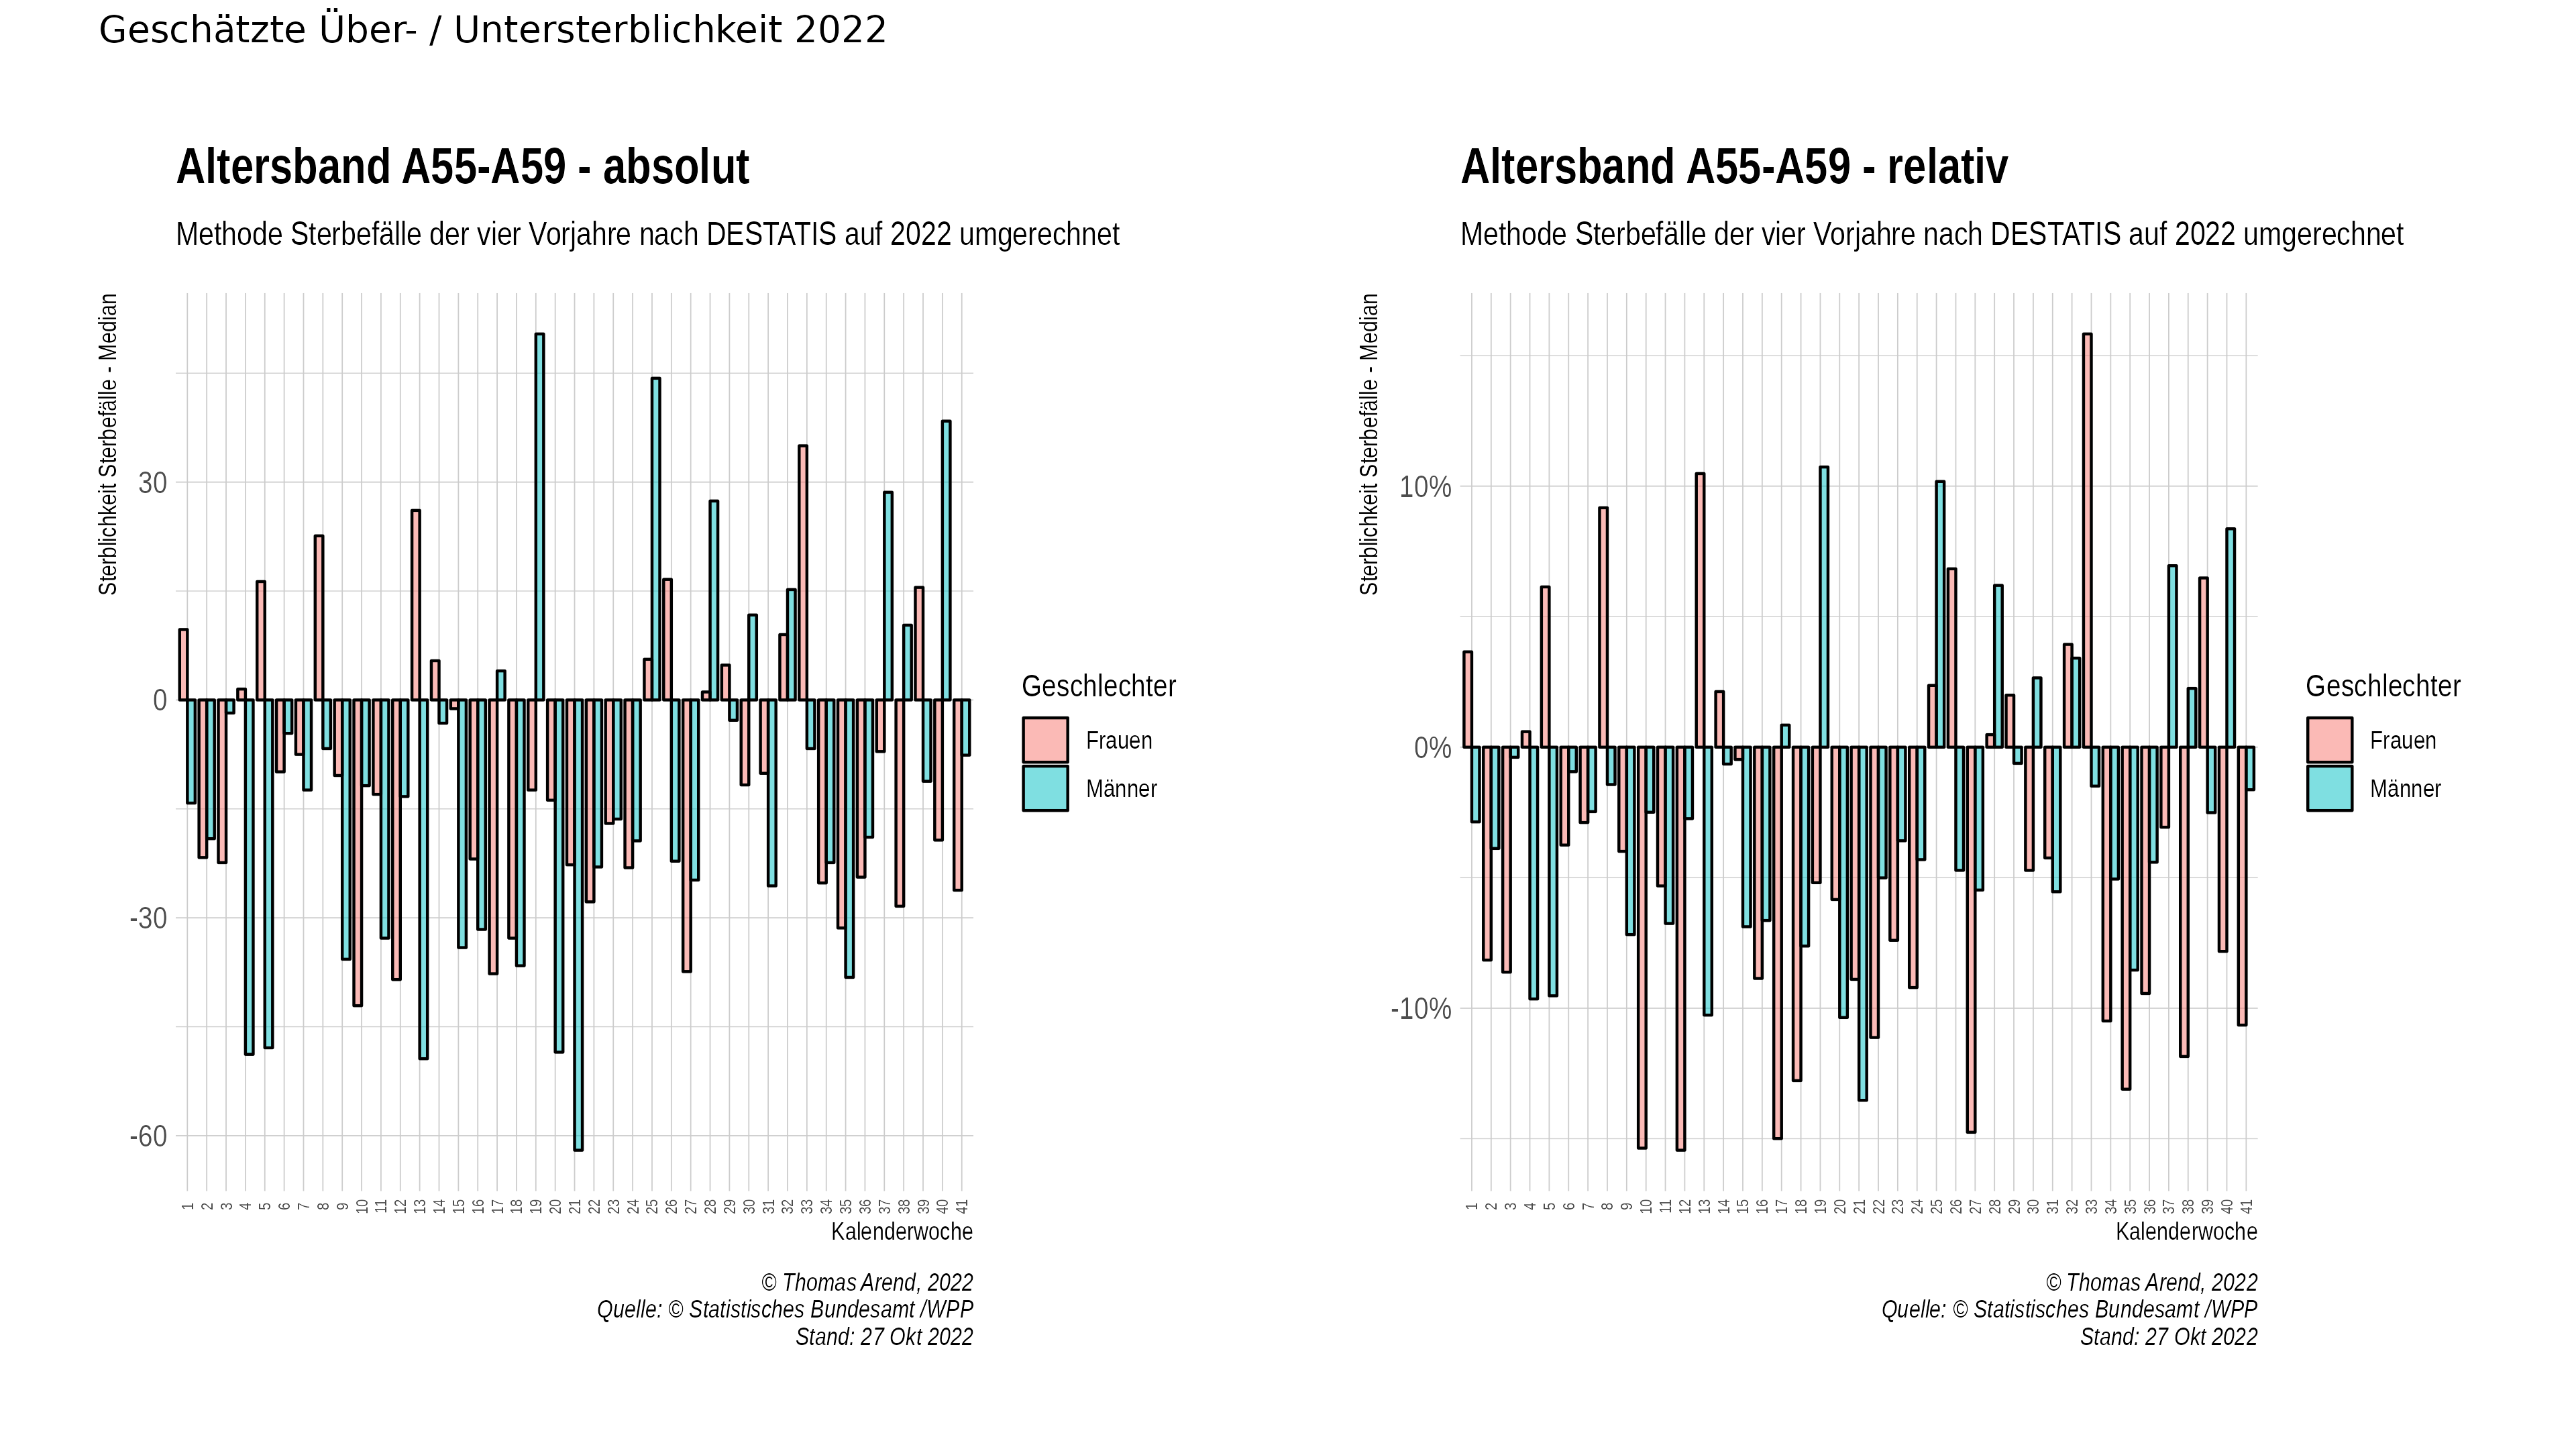 Geschätzte Über- / Untersterblichkeit 2022
Altersband A55-A59 - absolut
Methode Sterbefälle der vier Vorjahre nach DESTATIS auf 2022 umgerechnet
Sterblichkeit Sterbefälle - Median
30
0
-30
-60
1 2 3 4 5 6 7 8 9 10 11 12 13 14 15 16 17 18 19 20 21 22 23 24 25 26 27 28 29 30 31 32 33 34 35 36 37 38 39 40 41
Kalenderwoche
Geschlechter
Frauen
Männer
© Thomas Arend, 2022
Quelle: © Statistisches Bundesamt /WPP
Stand: 27 Okt 2022
Altersband A55-A59 - relativ
Methode Sterbefälle der vier Vorjahre nach DESTATIS auf 2022 umgerechnet
Sterblichkeit Sterbefälle - Median
10%
0%
-10%
1 2 3 4 5 6 7 8 9 10 11 12 13 14 15 16 17 18 19 20 21 22 23 24 25 26 27 28 29 30 31 32 33 34 35 36 37 38 39 40 41
Kalenderwoche
Geschlechter
Frauen
Männer
© Thomas Arend, 2022
Quelle: © Statistisches Bundesamt /WPP
Stand: 27 Okt 2022